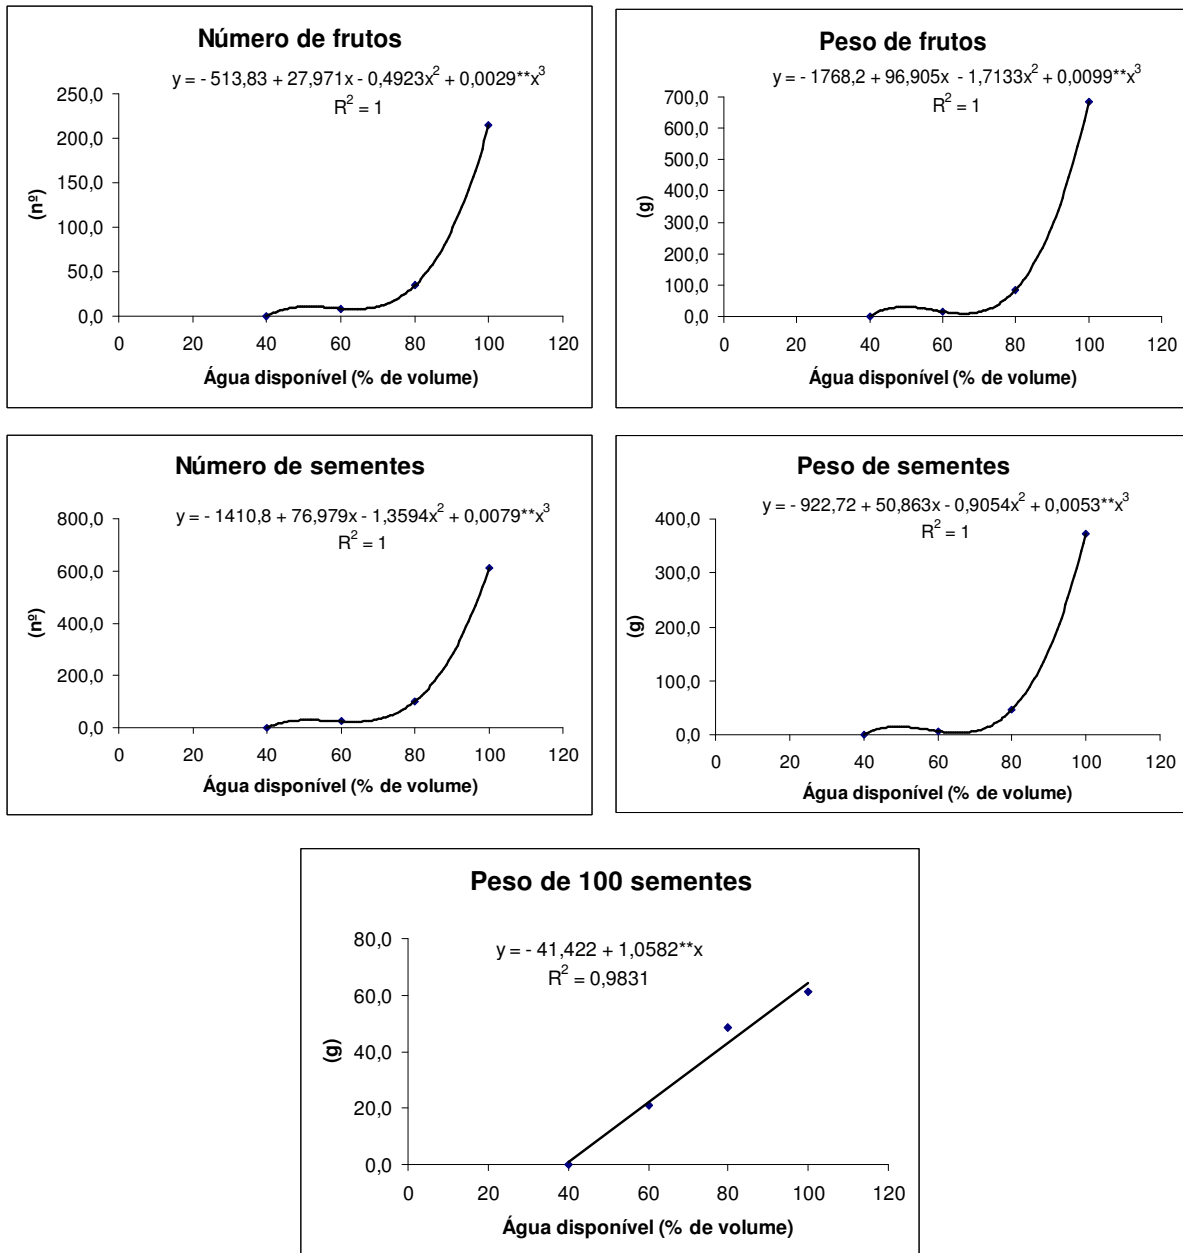 Número de frutos
y = - 513,83 + 27,971x - 0,4923x² + 0,0029**x³
R² = 1
250,0
200,0
150,0
100,0
50,0
0,0
(nº)
0 20 40 60 80 100 120
Água disponível (% de volume)
Peso de frutos
y = - 1768,2 + 96,905x - 1,7133x² + 0,0099**x³
R² = 1
700,0
600,0
500,0
400,0
300,0
200,0
100,0
0,0
(g)
0 20 40 60 80 100 120
Água disponível (% de volume)
Número de sementes
y = - 1410,8 + 76,979x - 1,3594x² + 0,0079**x³
R² = 1
800,0
600,0
400,0
200,0
0,0
(nº)
0 20 40 60 80 100 120
Água disponível (% de volume)
Peso de sementes
y = - 922,72 + 50,863x - 0,9054x² + 0,0053**x³
R² = 1
400,0
300,0
200,0
100,0
0,0
(g)
0 20 40 60 80 100 120
Água disponível (% de volume)
Peso de 100 sementes
y = - 41,422 + 1,0582**x
R² = 0,9831
80,0
60,0
40,0
20,0
0,0
(g)
0 20 40 60 80 100 120
Água disponível (% de volume)